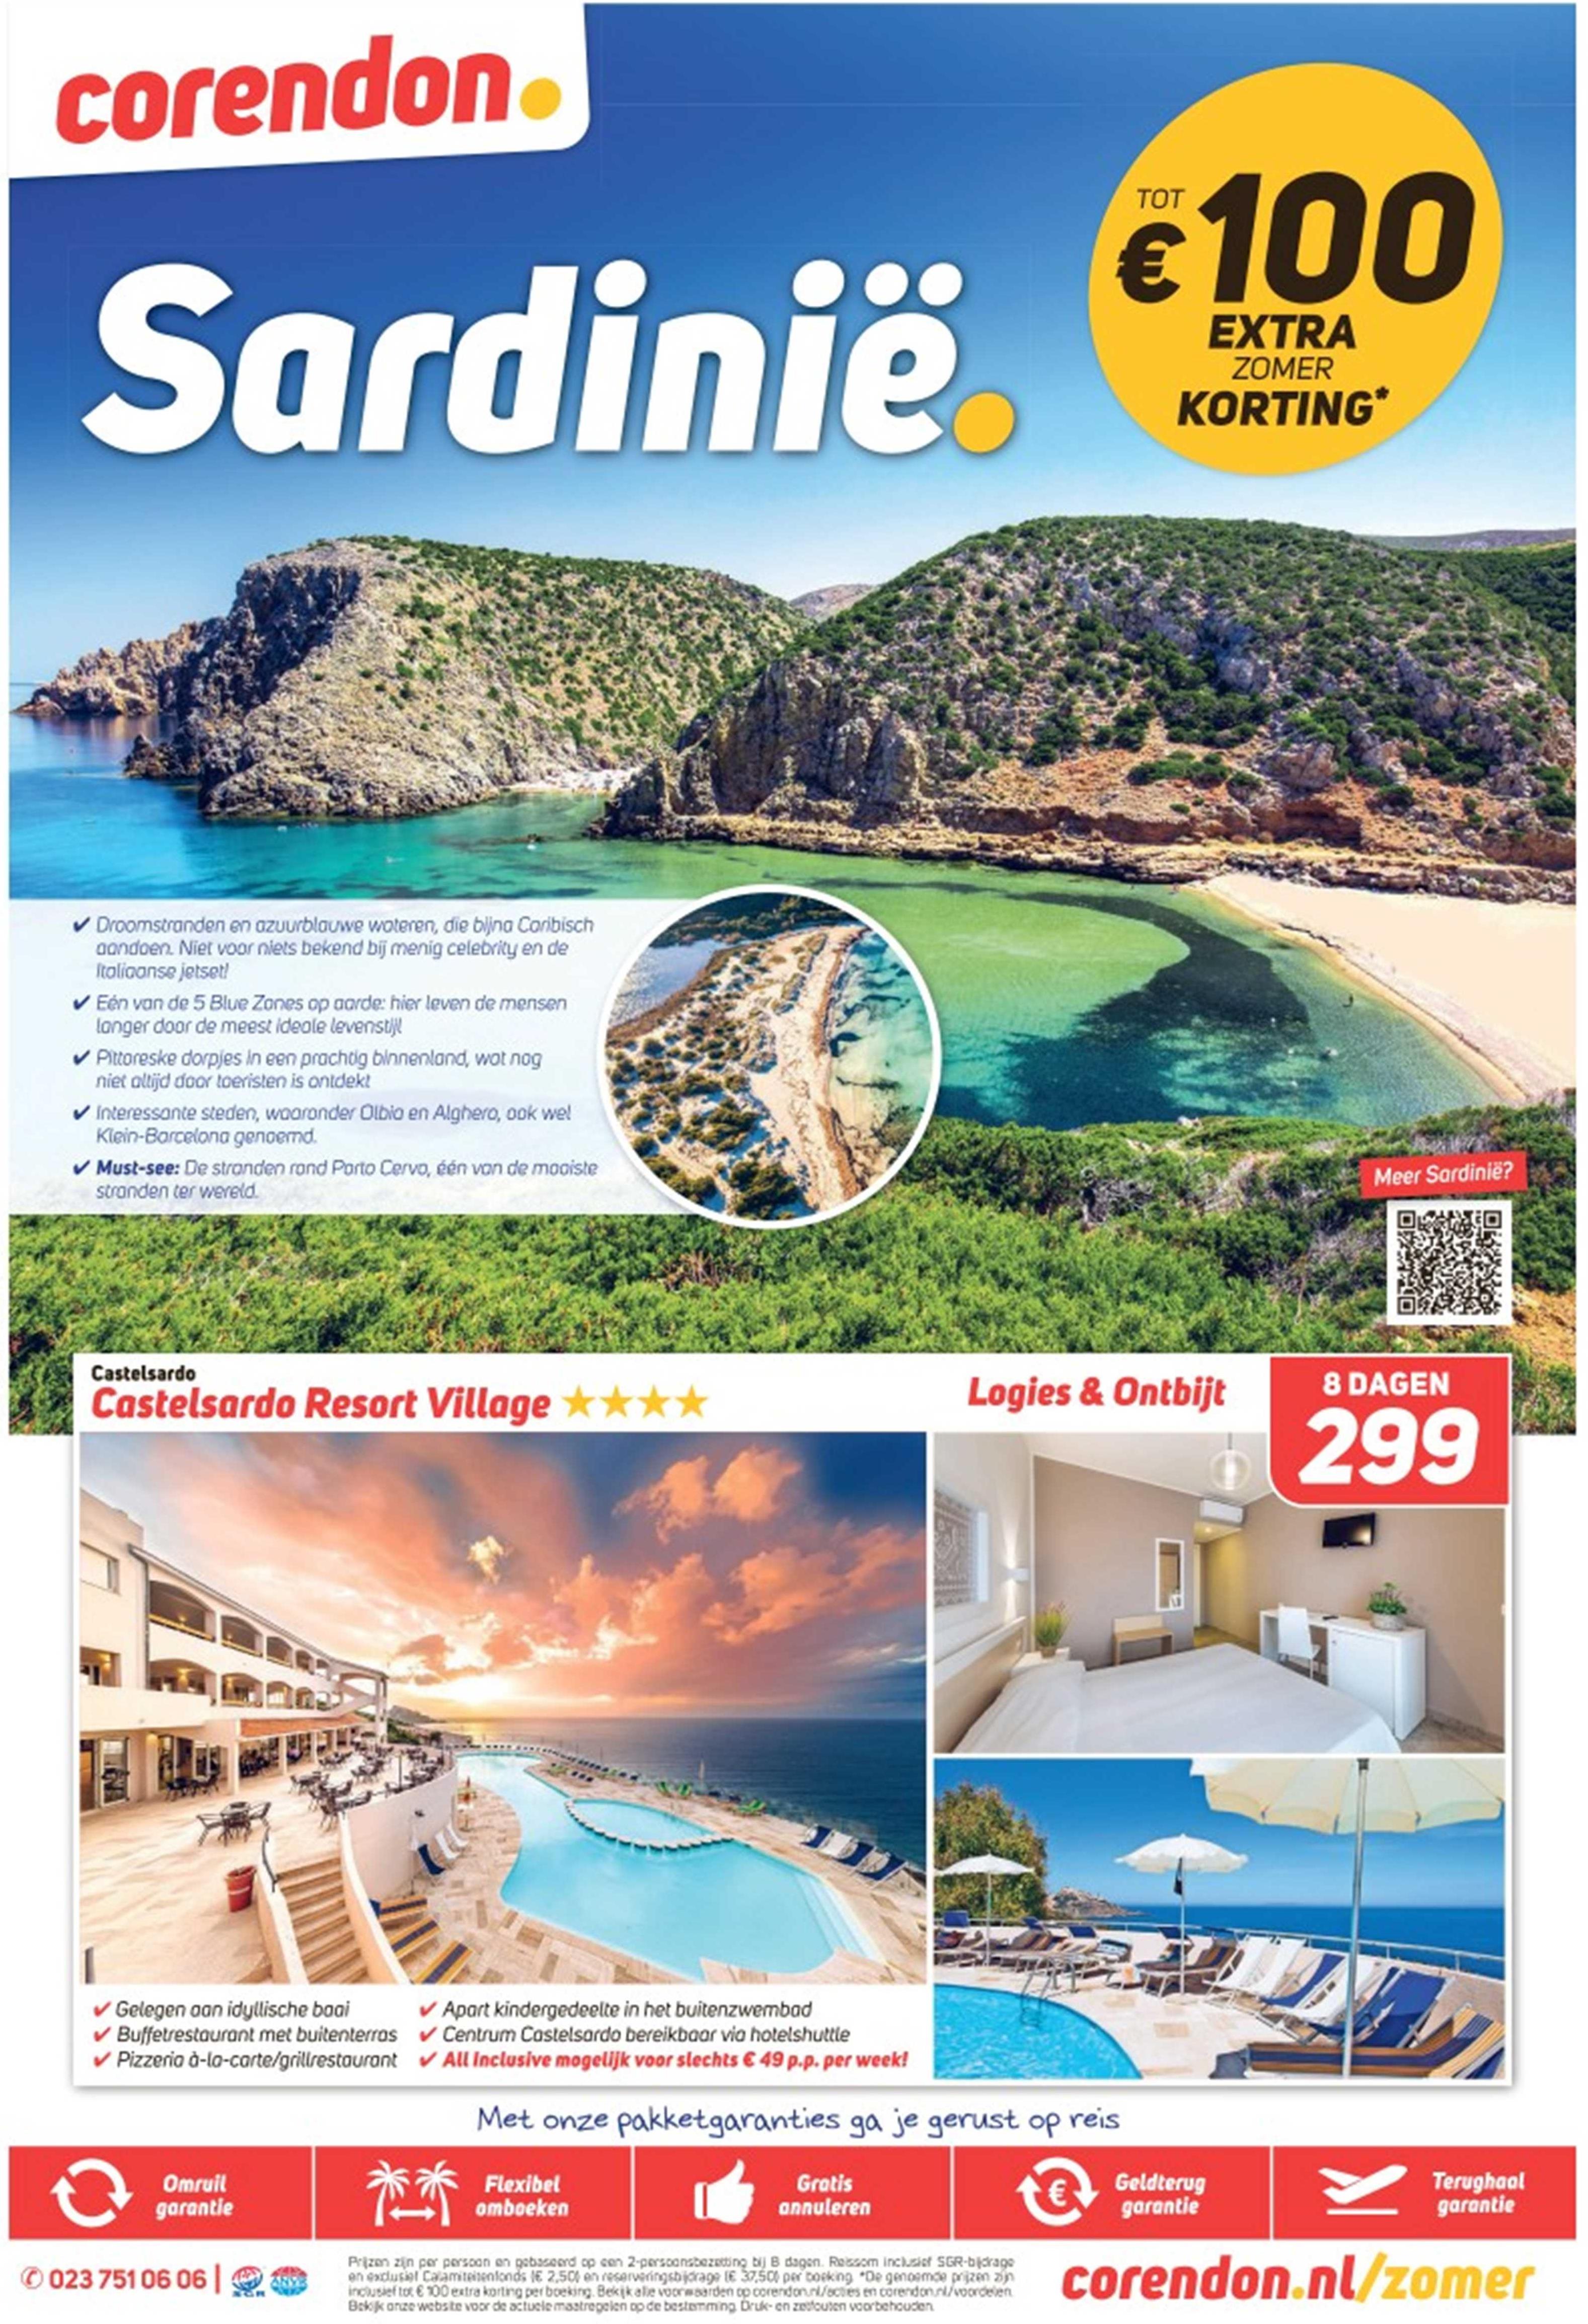 corendon.
TOT
€100
EXTRA
ZOMER
KORTING*
Sardinië.
✔ Droomstranden en azuurblauwe wateren, die bijna Caribisch
aandoen. Niet voor niets bekend bij menig celebrity en de
Italiaanse jetset!
✔ Eén van de 5 Blue Zones op aarde: hier leven de mensen
langer door de meest ideale levenstijl
✔ Pittoreske dorpjes in een prachtig binnenland, wat nog
niet altijd door toeristen is ontdekt
✔ Interessante steden, waaronder Olbia en Alghero, ook wel
Klein-Barcelona genoemd.
✔ Must-see: De stranden rond Porto Cervo, één van de mooiste
stranden ter wereld.
Meer Sardinië?
Castelsardo
Castelsardo Resort Village ★★★★
Logies & Ontbijt
8 DAGEN
299
✔ Gelegen aan idyllische baai
✔ Buffetrestaurant met buitenterras
✔ Pizzeria à-la-carte/grillrestaurant
✔ Apart kindergedeelte in het buitenzwembad
✔ Centrum Castelsardo bereikbaar via hotelshuttle
✔ All Inclusive mogelijk voor slechts € 49 p.p. per week!
Met onze pakketgaranties ga je gerust op reis
Omruil
garantie
Flexibel
omboeken
Gratis
annuleren
Geldterug
garantie
Terughaal
garantie
023 751 06 06 |
SGR
ANVR
Prijzen zijn per persoon en gebaseerd op een 2-persoonsbezetting bij 8 dagen. Reissom inclusief SGR-bijdrage
en exclusief Calamiteitenfonds (€ 2,50) en reserveringsbijdrage (€ 37,50) per boeking. *De genoemde prijzen zijn
inclusief tot € 100 extra korting per boeking. Bekijk alle voorwaarden op corendon.nl/acties en corendon.nl/voordelen.
Bekijk onze website voor de actuele maatregelen op de bestemming. Druk- en zetfouten voorbehouden.
corendon.nl/zomer